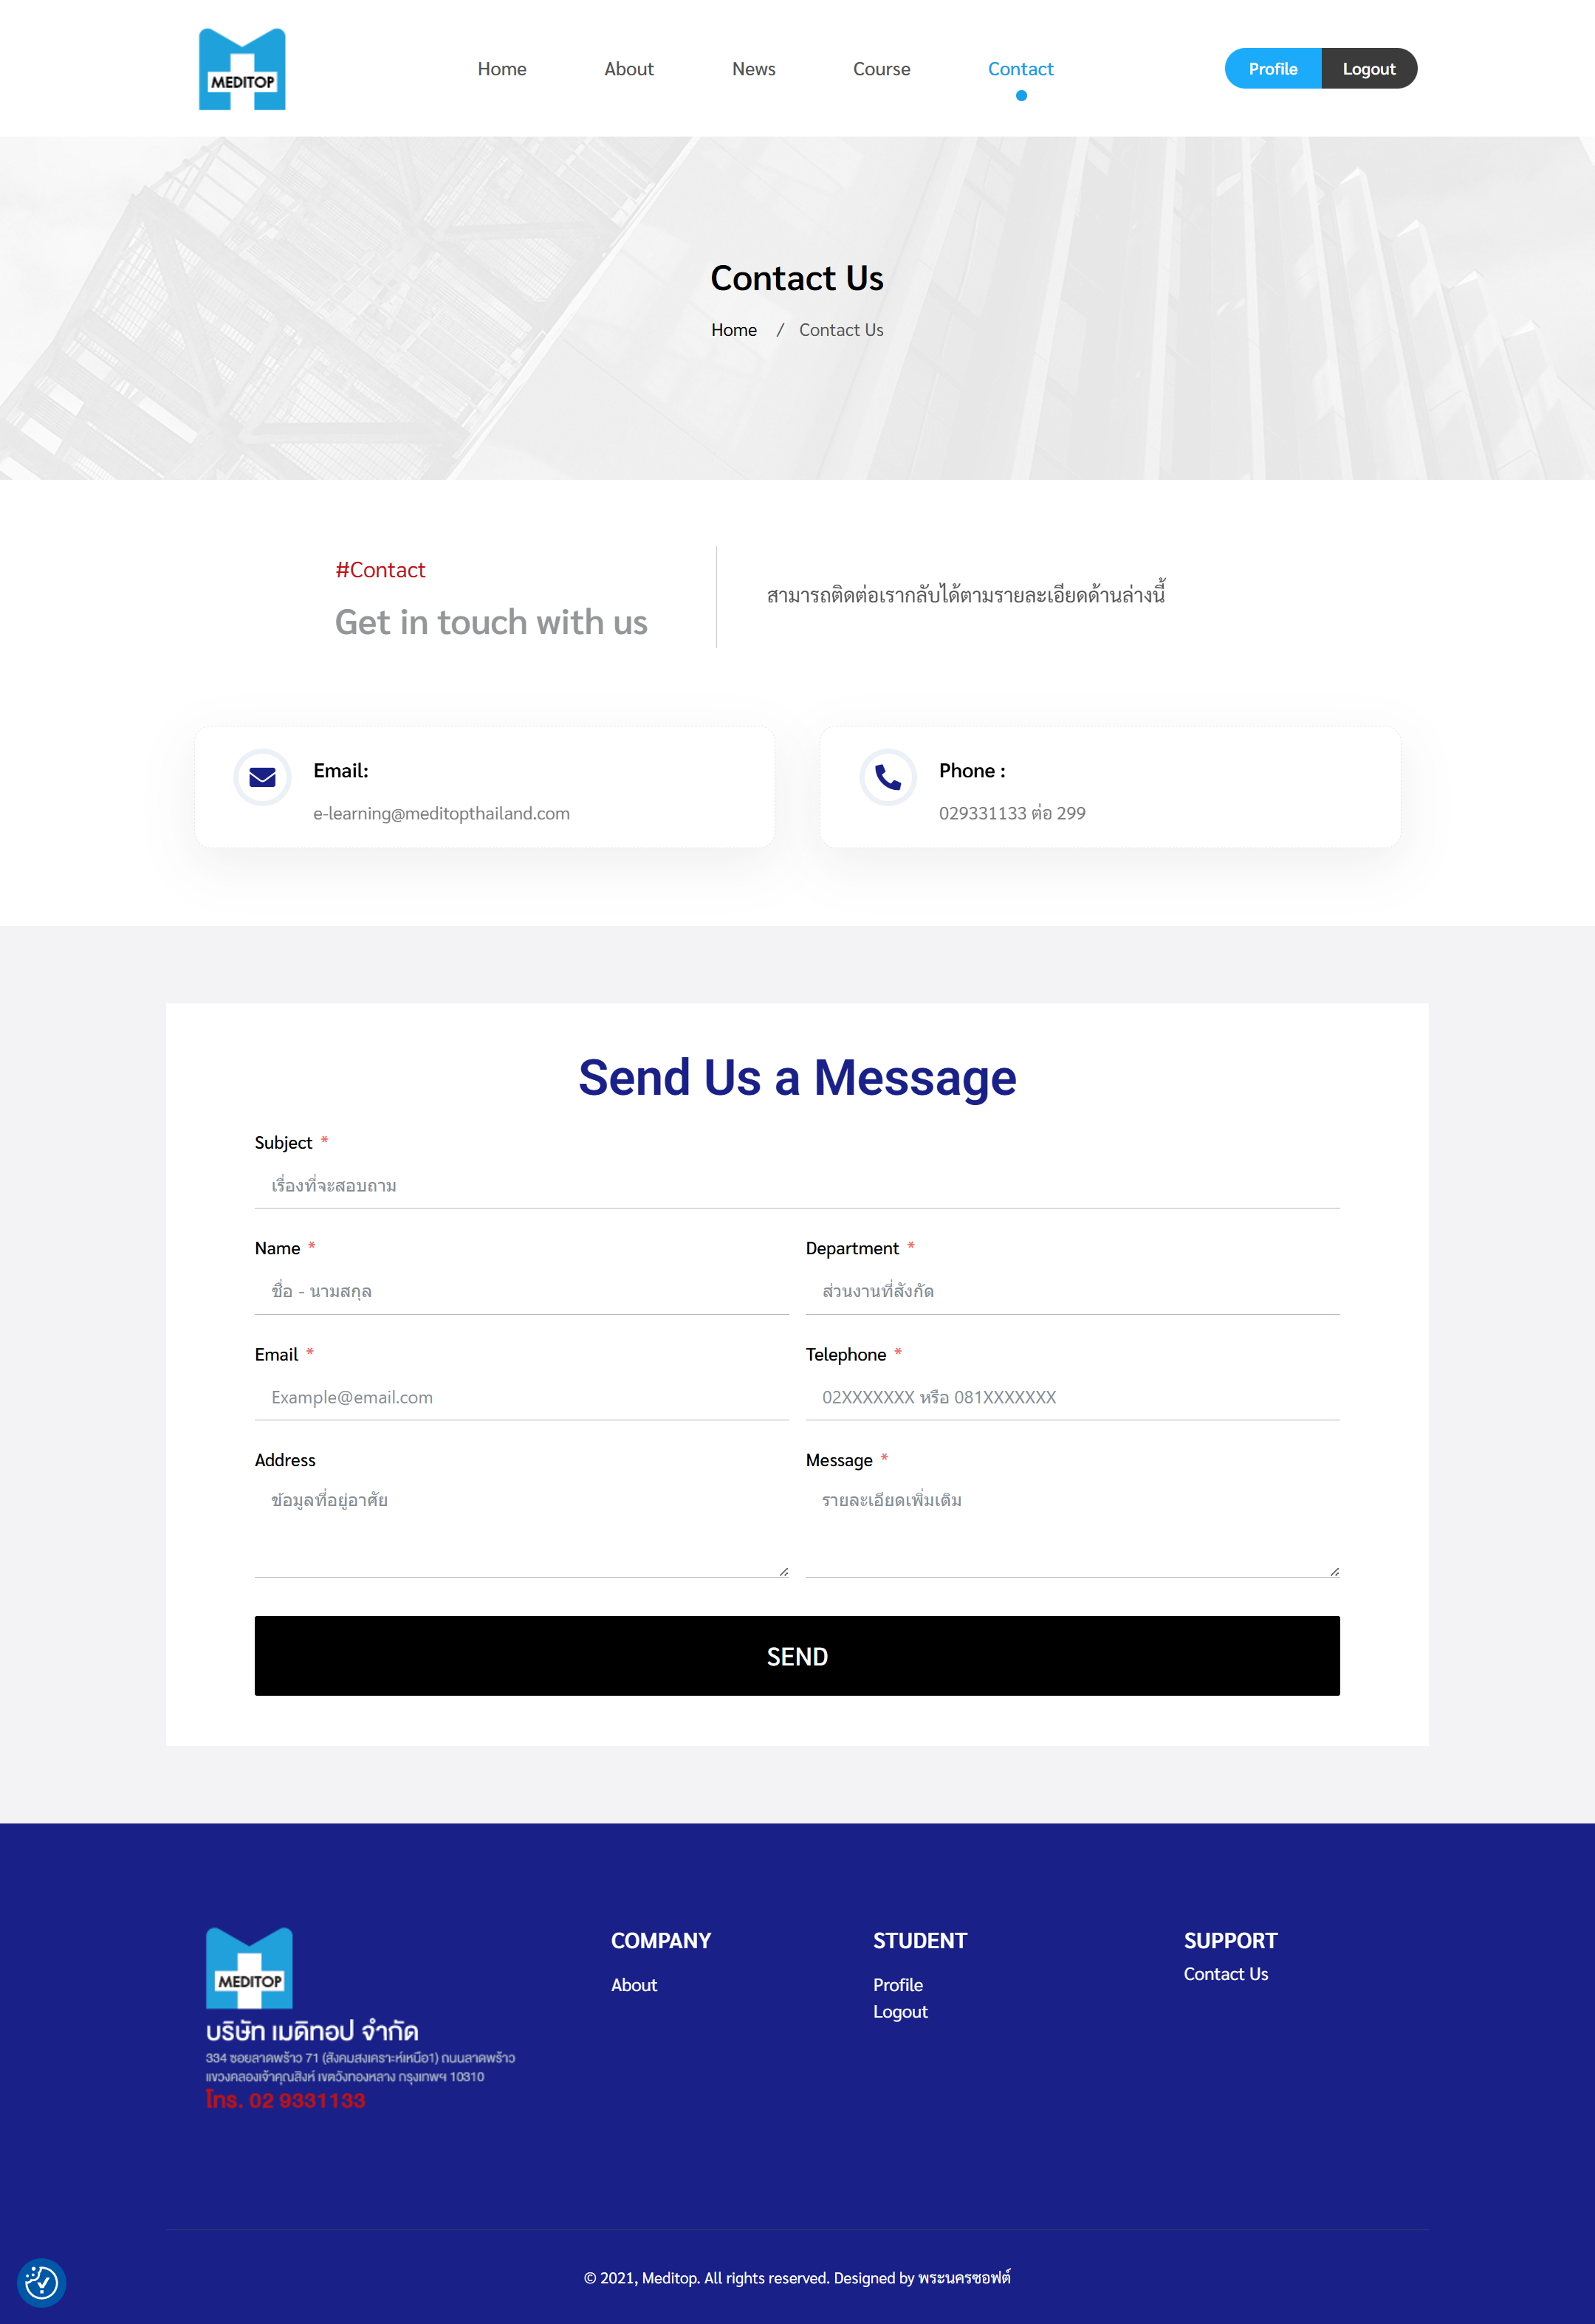 MEDITOP
Home About News Course Contact Profile Logout
Contact Us
Home / Contact Us
#Contact
Get in touch with us
สามารถติดต่อเรากลับได้ตามรายละเอียดด้านล่างนี้
Email:
e-learning@meditopthailand.com
Phone :
029331133 ต่อ 299
Send Us a Message
Subject *
เรื่องที่จะสอบถาม
Name *
ชื่อ - นามสกุล
Department *
ส่วนงานที่สังกัด
Email *
Example@email.com
Telephone *
02XXXXXXX หรือ 081XXXXXXX
Address
ข้อมูลที่อยู่อาศัย
Message *
รายละเอียดเพิ่มเติม
SEND
MEDITOP
บริษัท เมดิทอป จำกัด
334 ซอยลาดพร้าว 71 (สังคมสงเคราะห์เหนือ1) ถนนลาดพร้าว
แขวงคลองเจ้าคุณสิงห์ เขตวังทองหลาง กรุงเทพฯ 10310
โทร. 02 9331133
COMPANY
About
STUDENT
Profile
Logout
SUPPORT
Contact Us
© 2021, Meditop. All rights reserved. Designed by พระนครซอฟต์